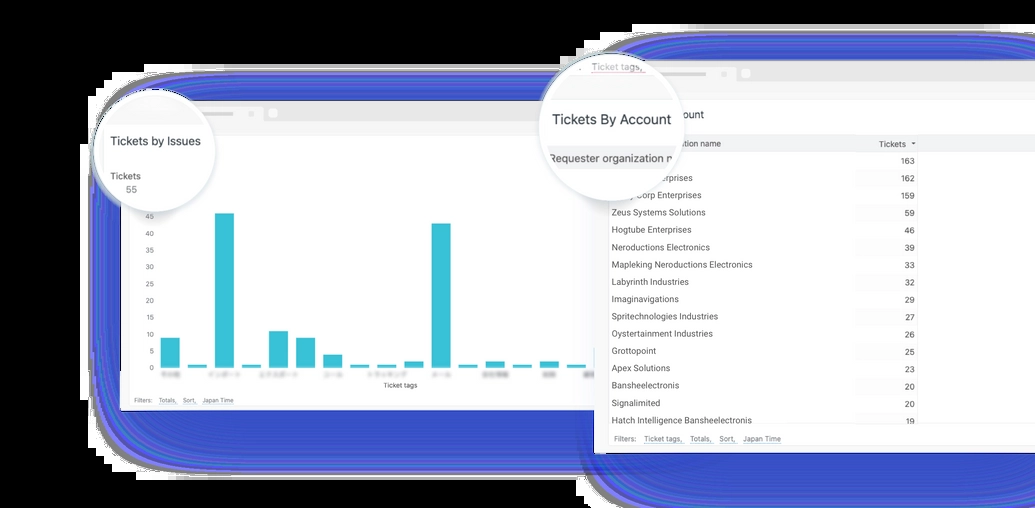 Tickets by Issues
Tickets
55
45
40
35
30
25
20
15
10
5
0
Ticket tags
Filters: Totals, Sort, Japan Time
Ticket tags,
Tickets By Account
Requester organization
name Tickets
163
162
Corp Enterprises 159
Zeus Systems Solutions 59
Hogtube Enterprises 46
Neroductions Electronics 39
Mapleking Neroductions Electronics 33
Labyrinth Industries 32
Imaginavigations 29
Spritechnologies Industries 27
Oystertainment Industries 26
Grottopoint 25
Apex Solutions 23
Bansheelectronis 20
Signalimited 20
Hatch Intelligence Bansheelectronis 19
Filters: Ticket tags, Totals, Sort, Japan Time